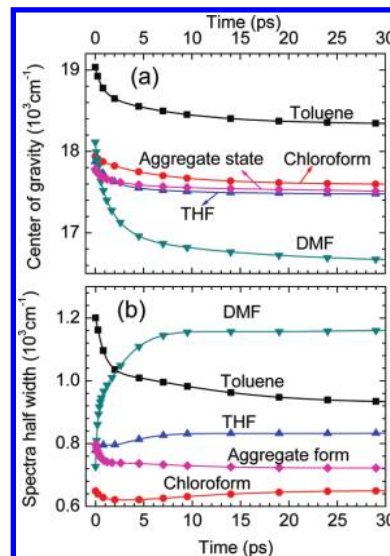 Time (ps)
0 5 10 15 20 25 30
Center of gravity (10³cm⁻¹)
19
18
17
(a)
Toluene
Aggregate state
Chloroform
THF
DMF
Spectra half width (10³cm⁻¹)
1.2
1.0
0.8
0.6
(b)
DMF
Toluene
THF
Aggregate form
Chloroform
0 5 10 15 20 25 30
Time (ps)